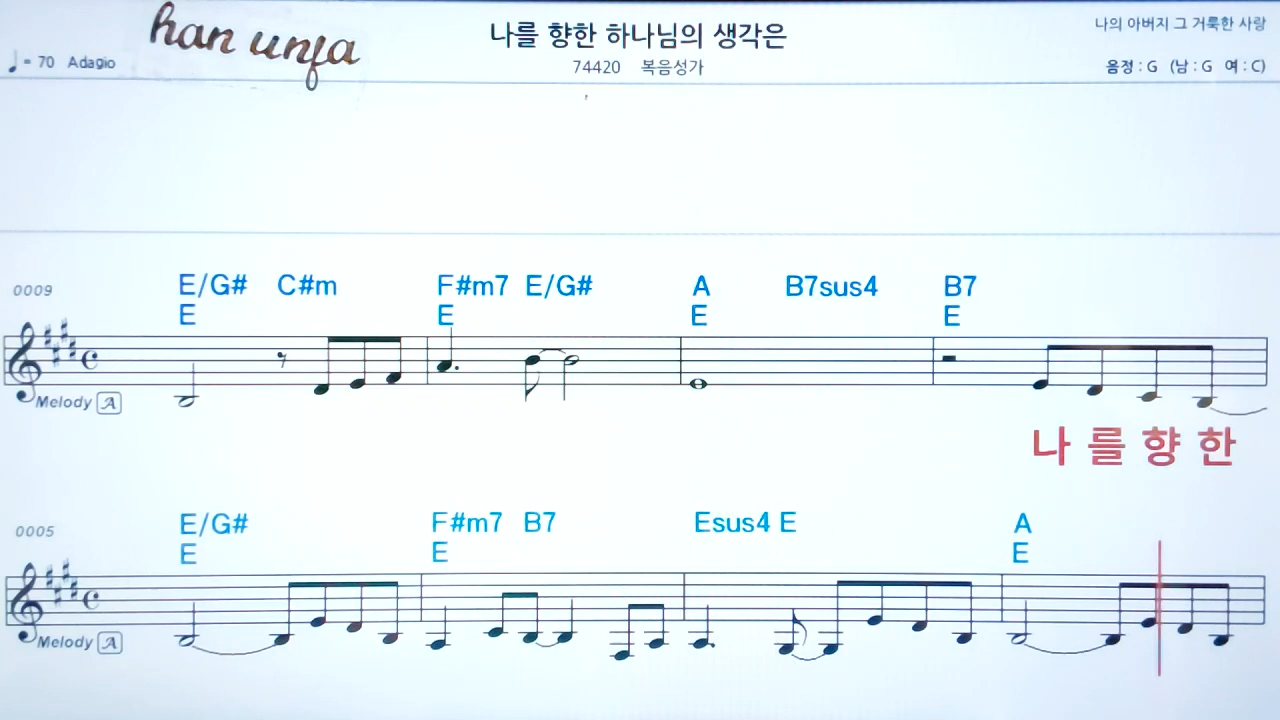 han unja
나를 향한 하나님의 생각은
나의 아버지 그 거룩한 사랑
♩= 70 Adagio
74420 복음성가
음정 : G (남 : G 여 : C)
0009
E/G# C#m F#m7 E/G# A B7sus4 B7
E E E E
Melody A
나 를 향 한
0005
E/G# F#m7 B7 Esus4 E A
E E E
Melody A